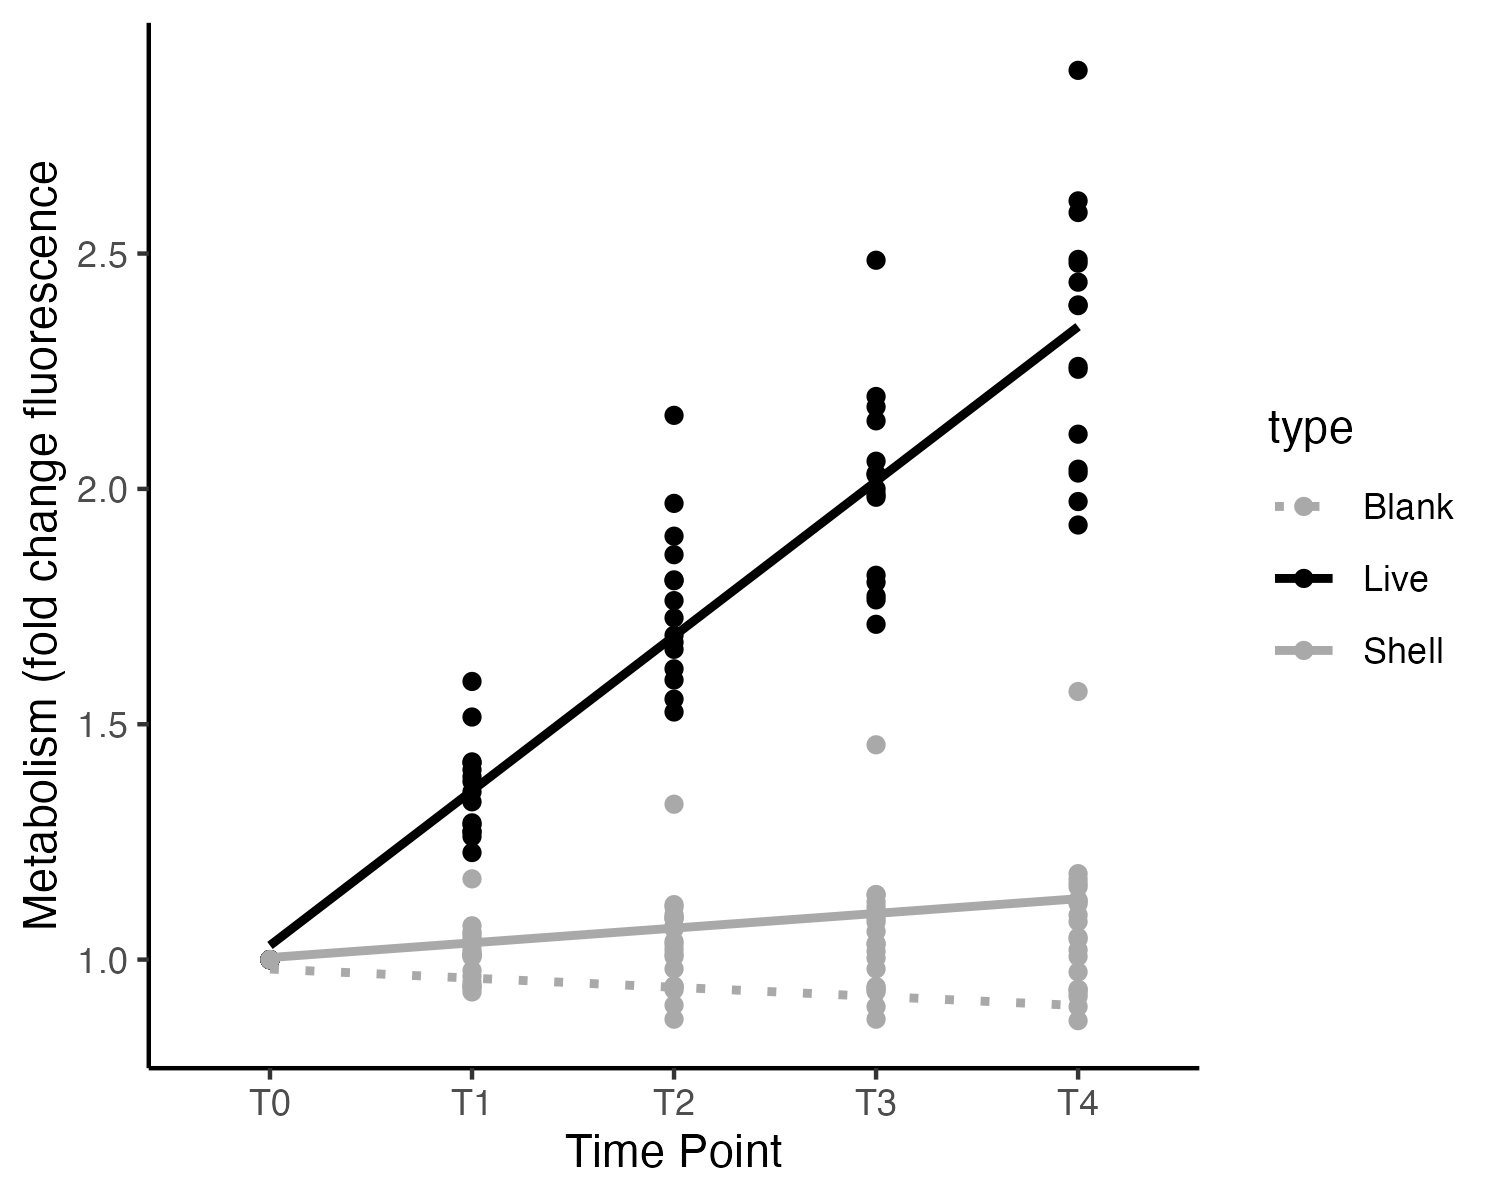 Metabolism (fold change fluorescence
2.5
2.0
1.5
1.0
T0 T1 T2 T3 T4
Time Point
type
Blank
Live
Shell